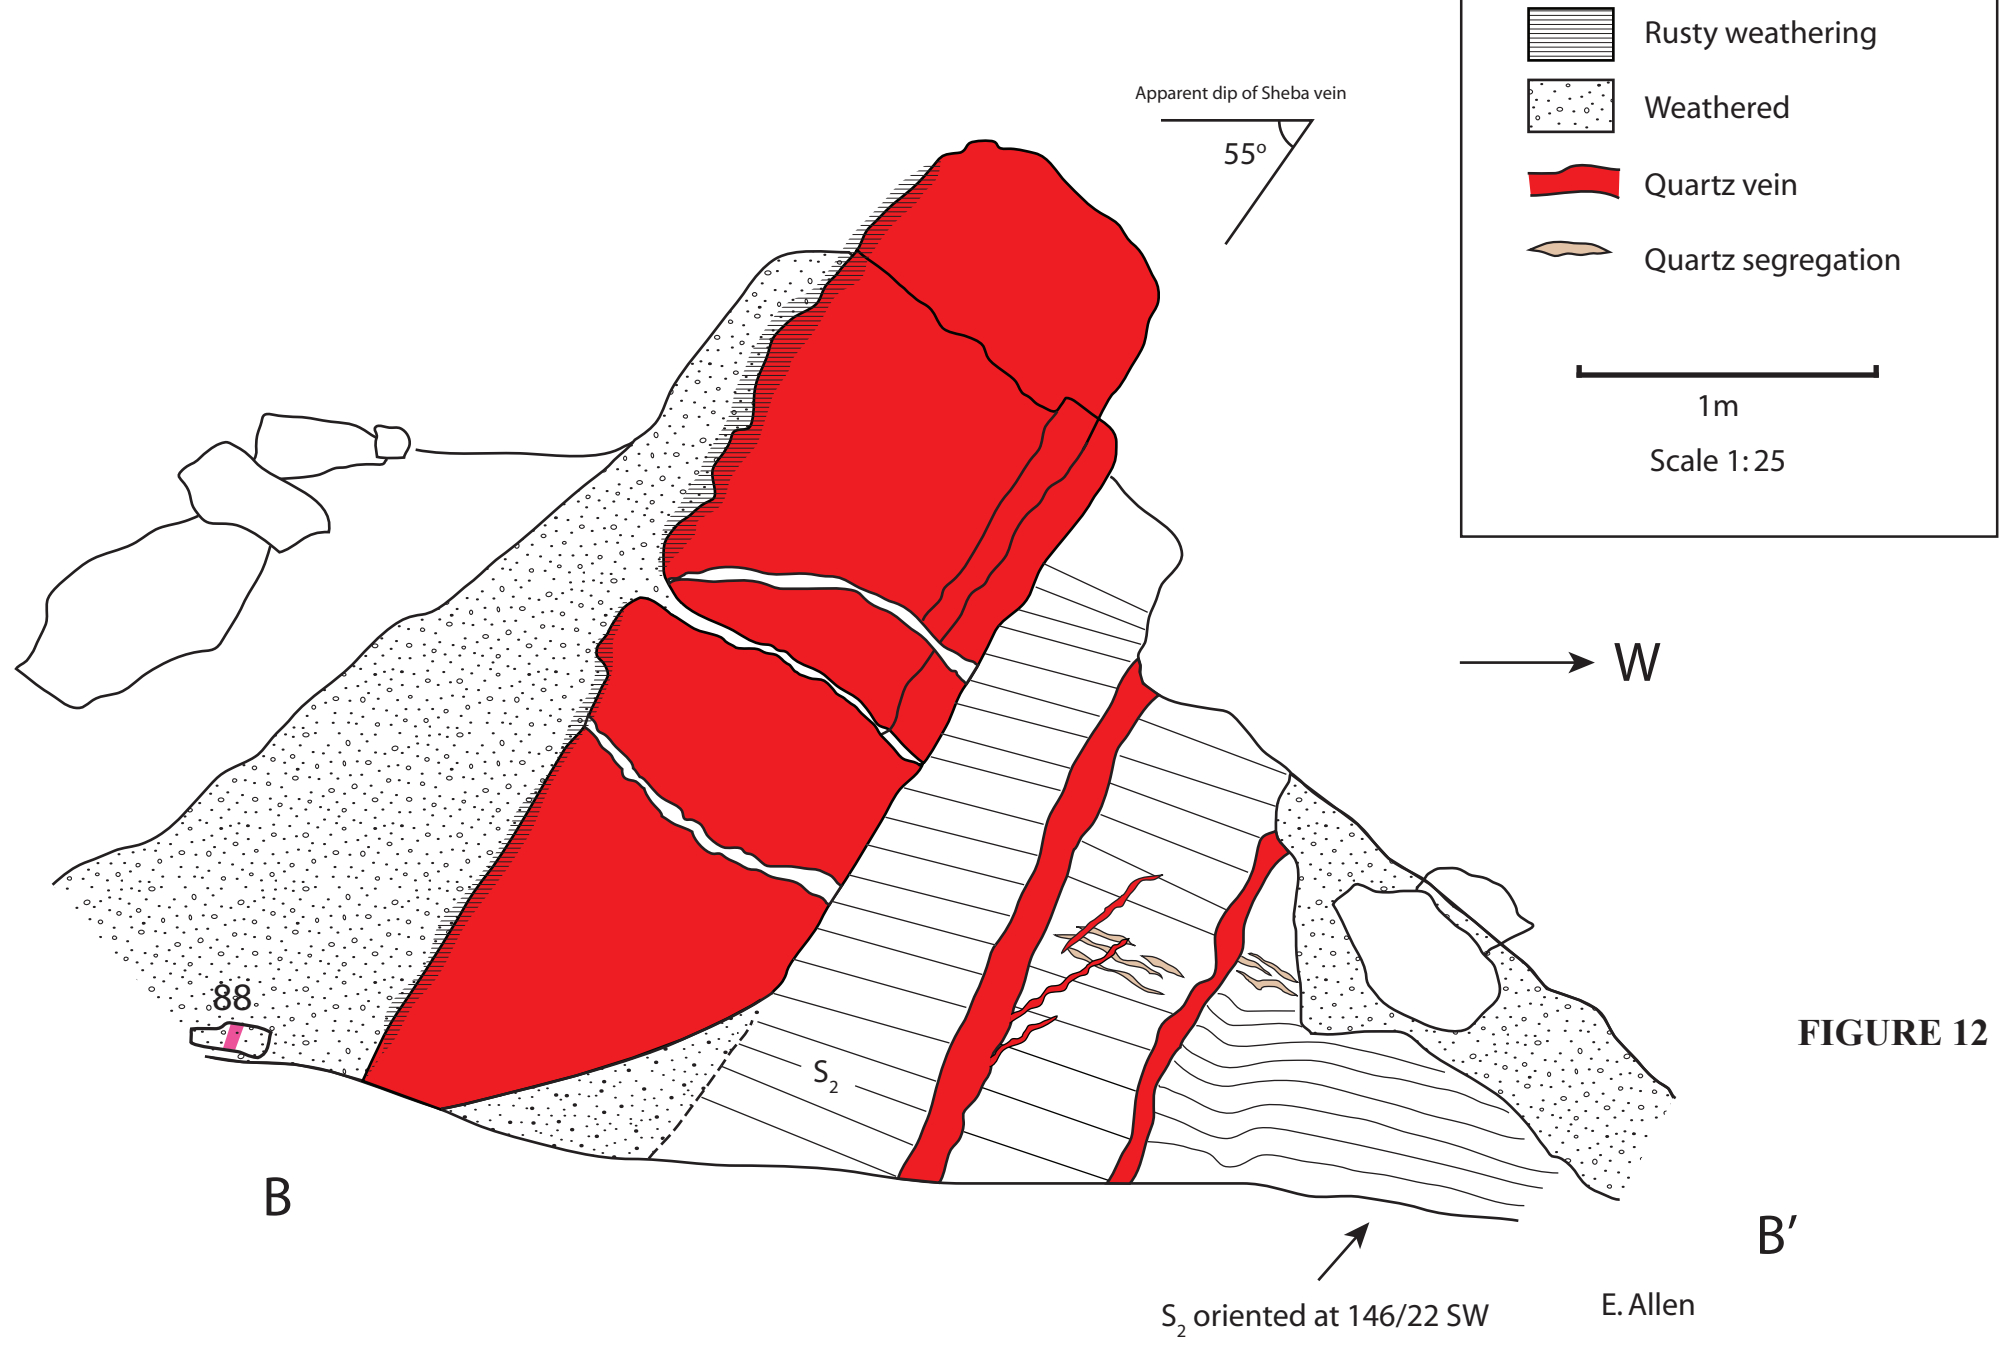 Rusty weathering
Weathered
Quartz vein
Quartz segregation
1m
Scale 1: 25
Apparent dip of Sheba vein
55º
W
88
S₂
FIGURE 12
B
B′
S₂ oriented at 146/22 SW
E. Allen